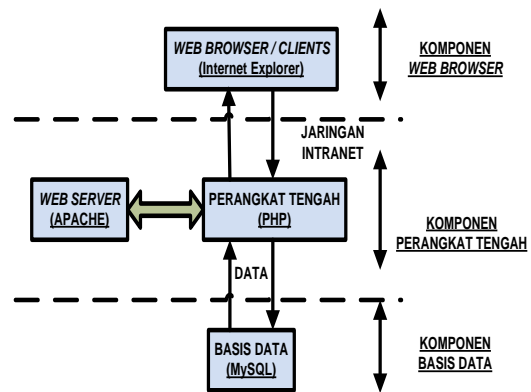 WEB BROWSER / CLIENTS
(Internet Explorer)
KOMPONEN
WEB BROWSER
JARINGAN
INTRANET
WEB SERVER
(APACHE)
PERANGKAT TENGAH
(PHP)
KOMPONEN
PERANGKAT TENGAH
DATA
BASIS DATA
(MySQL)
KOMPONEN
BASIS DATA